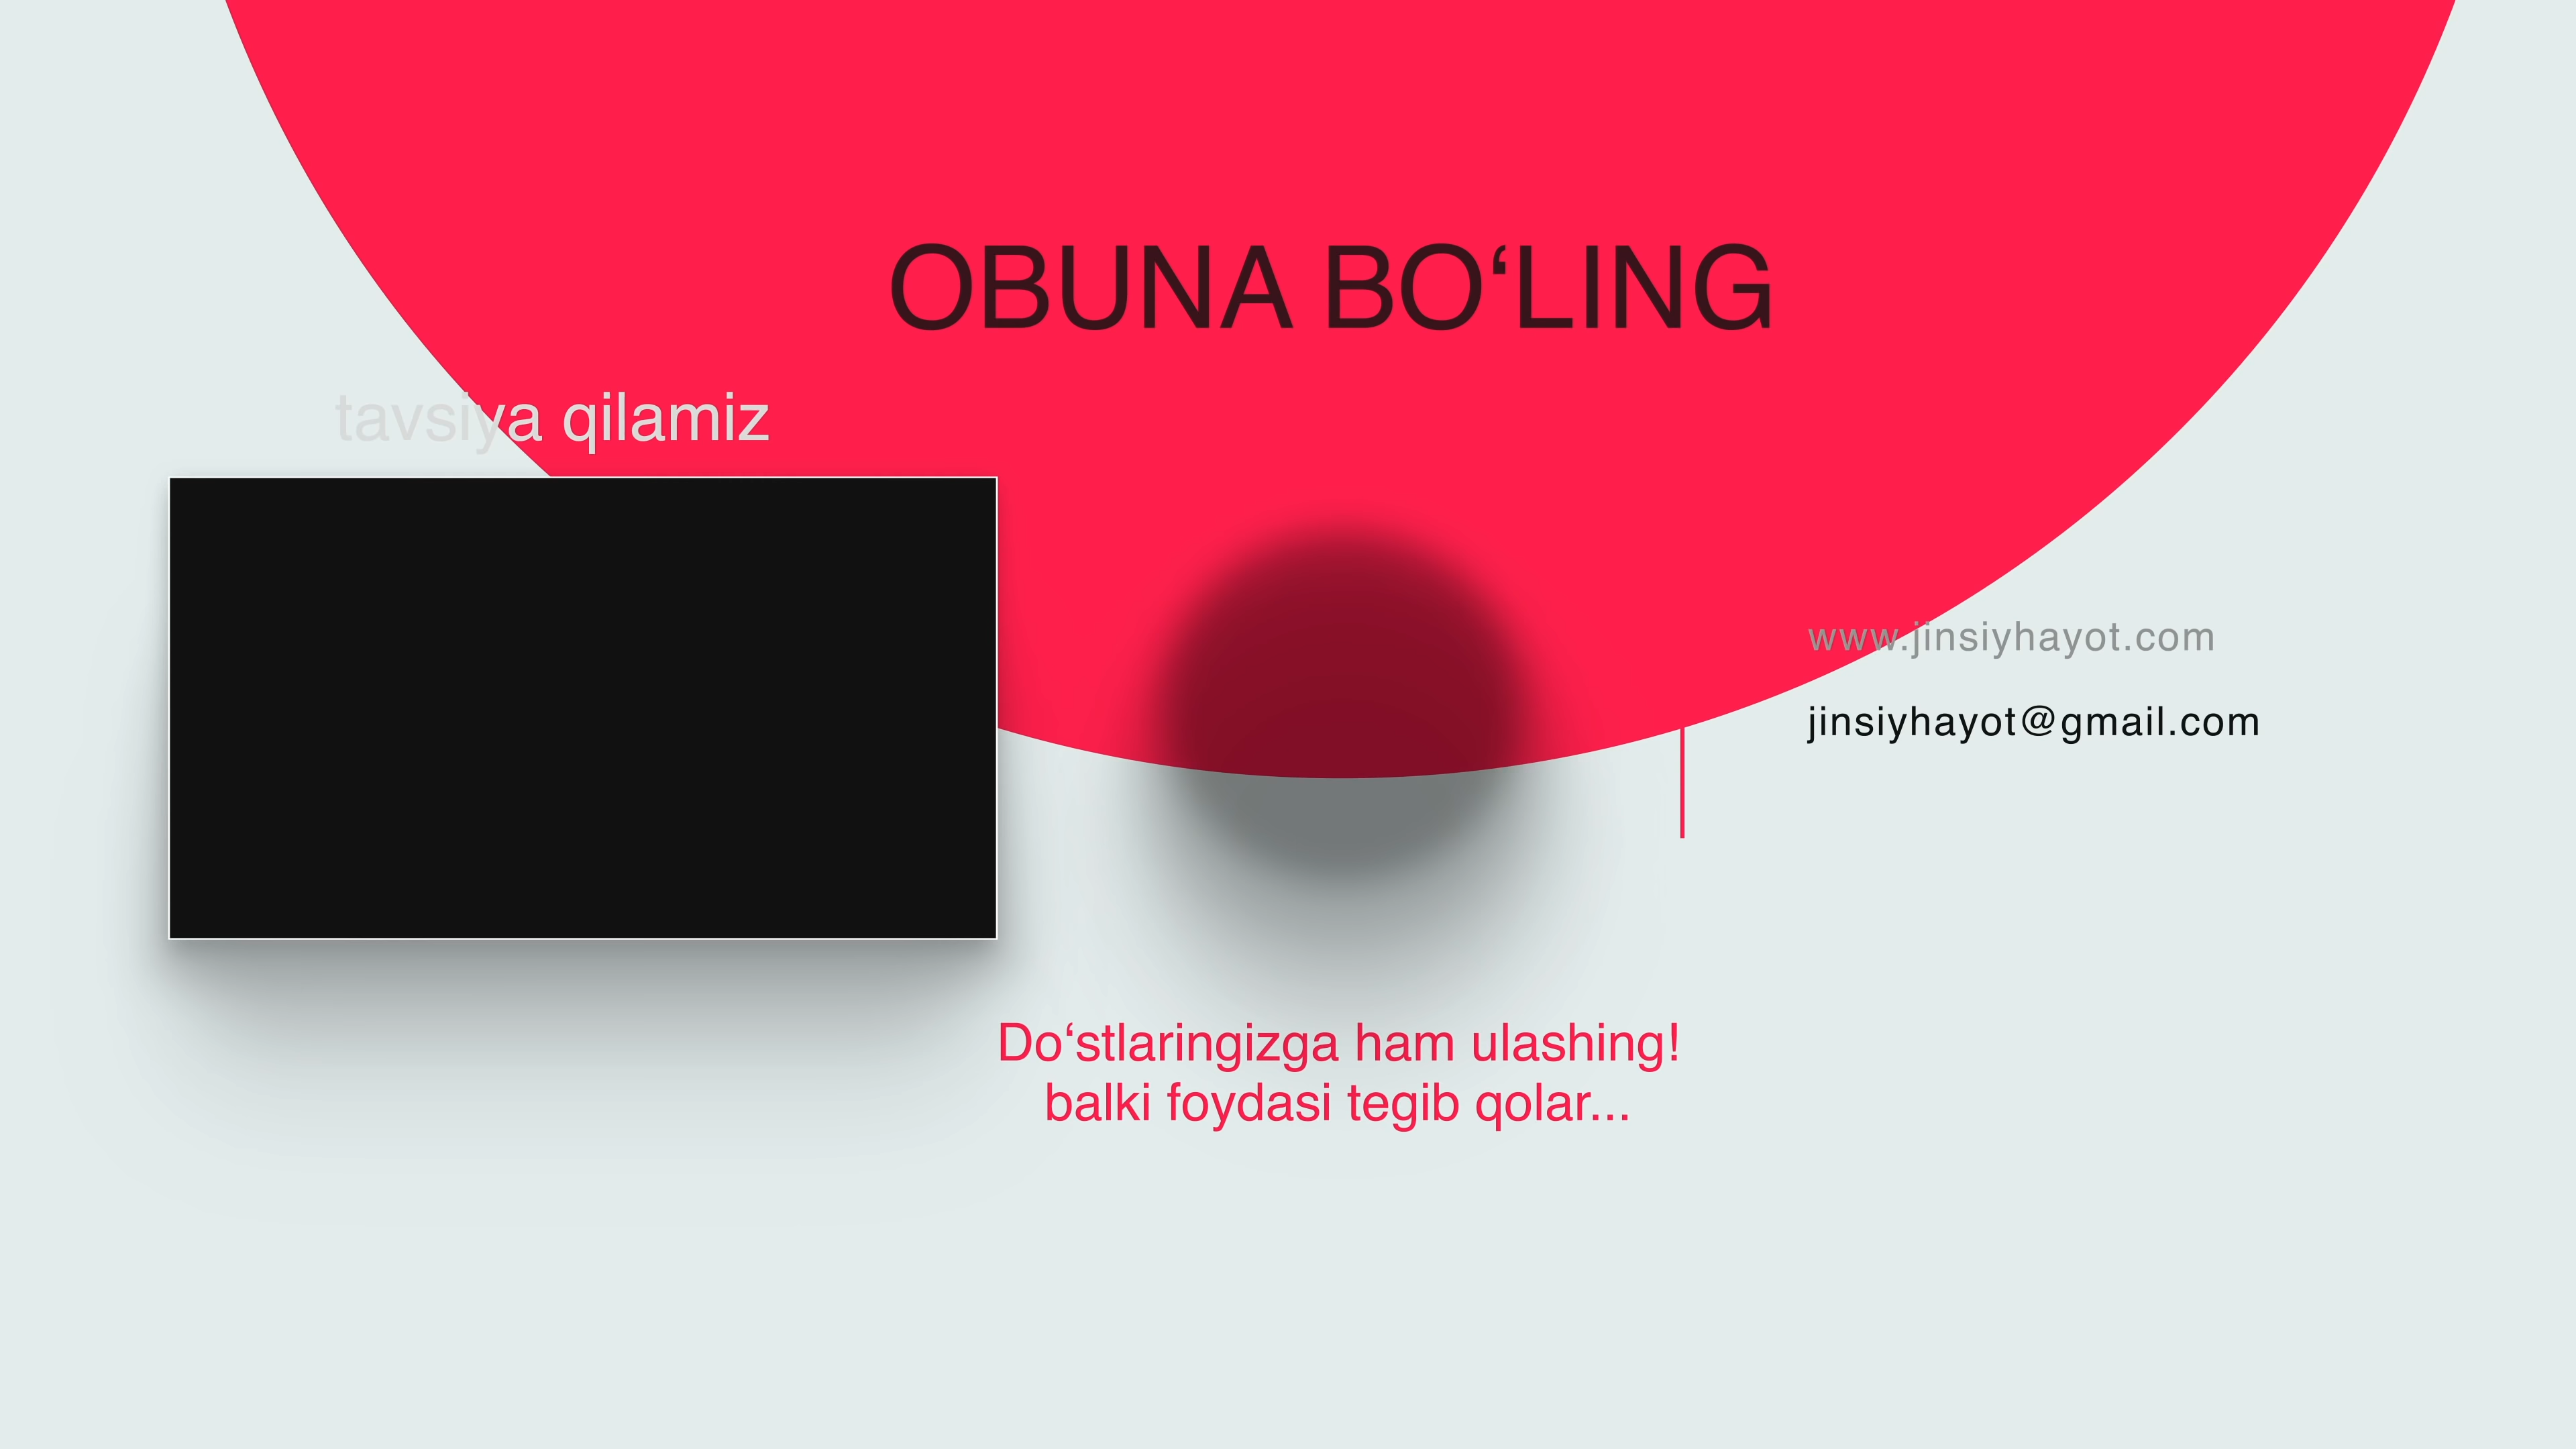 OBUNA BO‘LING
tavsiya qilamiz
www.jinsiyhayot.com
jinsiyhayot@gmail.com
Do‘stlaringizga ham ulashing!
balki foydasi tegib qolar...